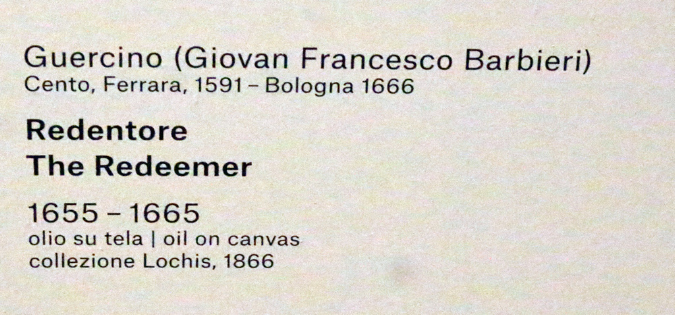 Guercino (Giovan Francesco Barbieri)
Cento, Ferrara, 1591 – Bologna 1666
Redentore
The Redeemer
1655 – 1665
olio su tela | oil on canvas
collezione Lochis, 1866